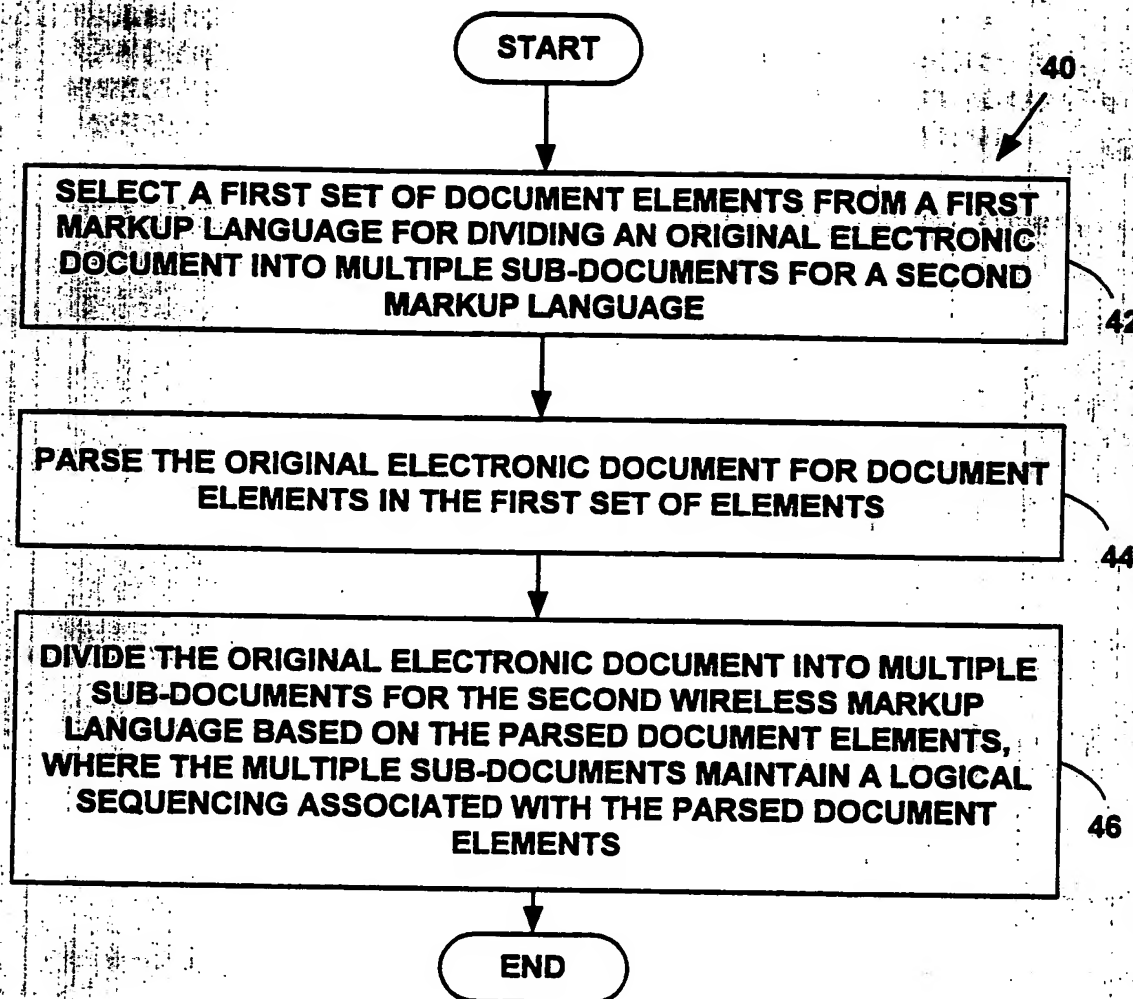 START
40
SELECT A FIRST SET OF DOCUMENT ELEMENTS FROM A FIRST
MARKUP LANGUAGE FOR DIVIDING AN ORIGINAL ELECTRONIC
DOCUMENT INTO MULTIPLE SUB-DOCUMENTS FOR A SECOND
MARKUP LANGUAGE
42
PARSE THE ORIGINAL ELECTRONIC DOCUMENT FOR DOCUMENT
ELEMENTS IN THE FIRST SET OF ELEMENTS
44
DIVIDE THE ORIGINAL ELECTRONIC DOCUMENT INTO MULTIPLE
SUB-DOCUMENTS FOR THE SECOND WIRELESS MARKUP
LANGUAGE BASED ON THE PARSED DOCUMENT ELEMENTS,
WHERE THE MULTIPLE SUB-DOCUMENTS MAINTAIN A LOGICAL
SEQUENCING ASSOCIATED WITH THE PARSED DOCUMENT
ELEMENTS
46
END